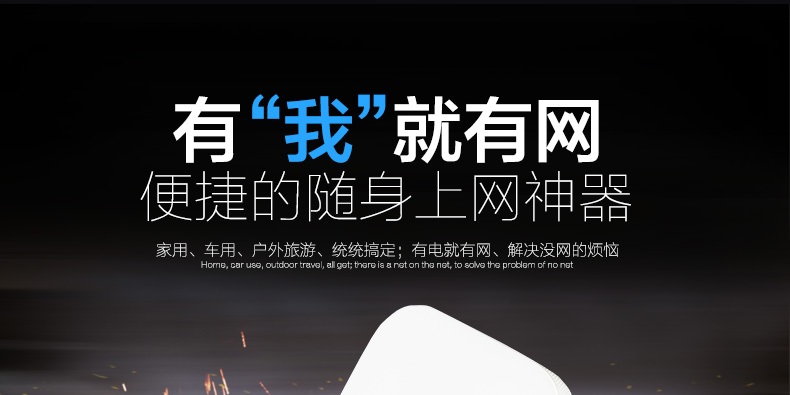 有“我”就有网
便捷的随身上网神器
家用、车用、户外旅游、统统搞定；有电就有网、解决没网的烦恼
Home, car use, outdoor travel, all get; there is a net on the net, to solve the problem of no net